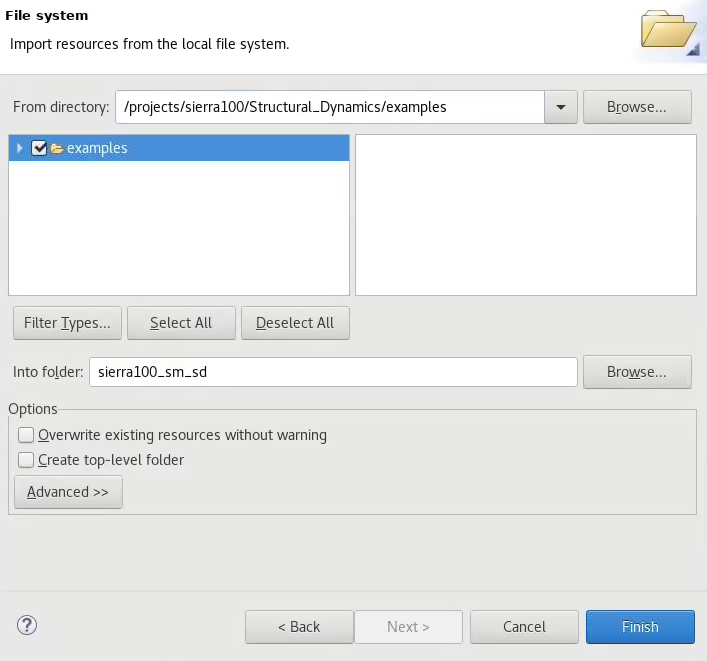 File system
Import resources from the local file system.
From directory: /projects/sierra100/Structural_Dynamics/examples Browse...
examples
Filter Types... Select All Deselect All
Into folder: sierra100_sm_sd Browse...
Options
Overwrite existing resources without warning
Create top-level folder
Advanced >>
? < Back Next > Cancel Finish